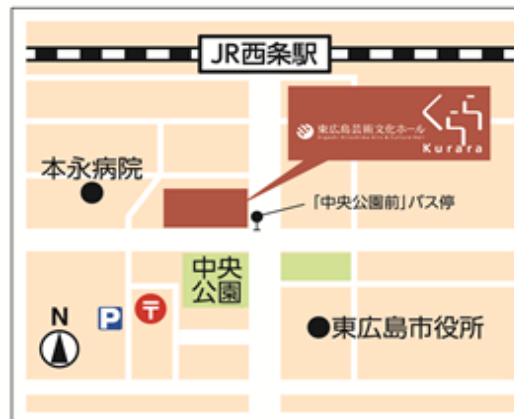 JR西条駅
東広島芸術文化ホール
くらら
Kurara
本永病院
「中央公園前」バス停
中央
公園
N
P
〒
東広島市役所